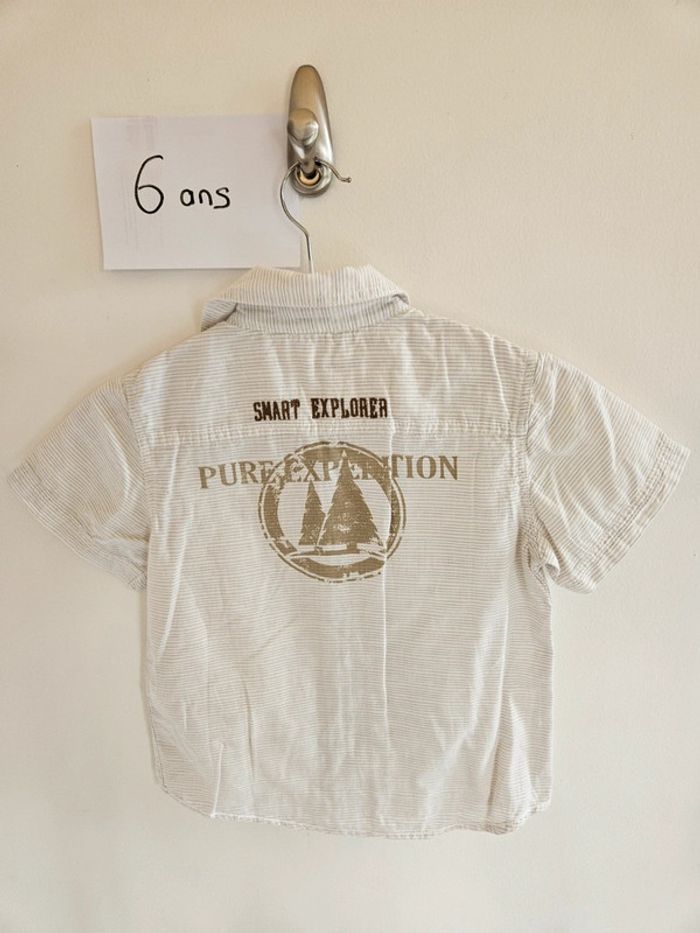 6 ans
SMART EXPLORER
PURE EXPEDITION